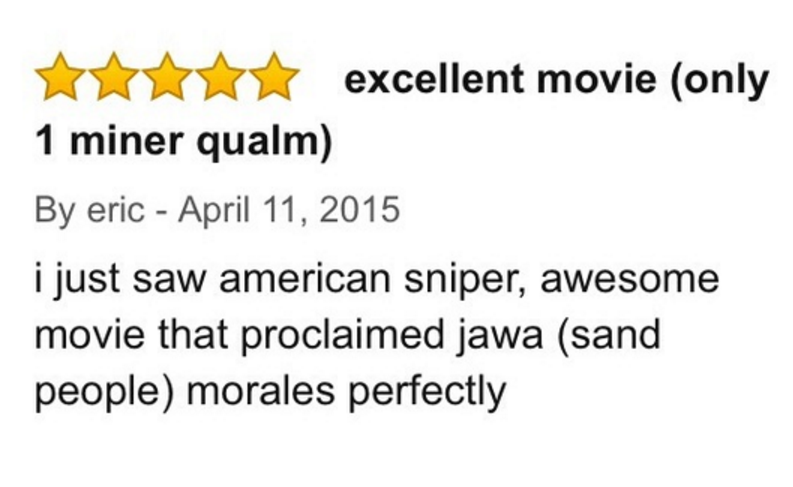 excellent movie (only
1 miner qualm)
By eric - April 11, 2015
i just saw american sniper, awesome
movie that proclaimed jawa (sand
people) morales perfectly